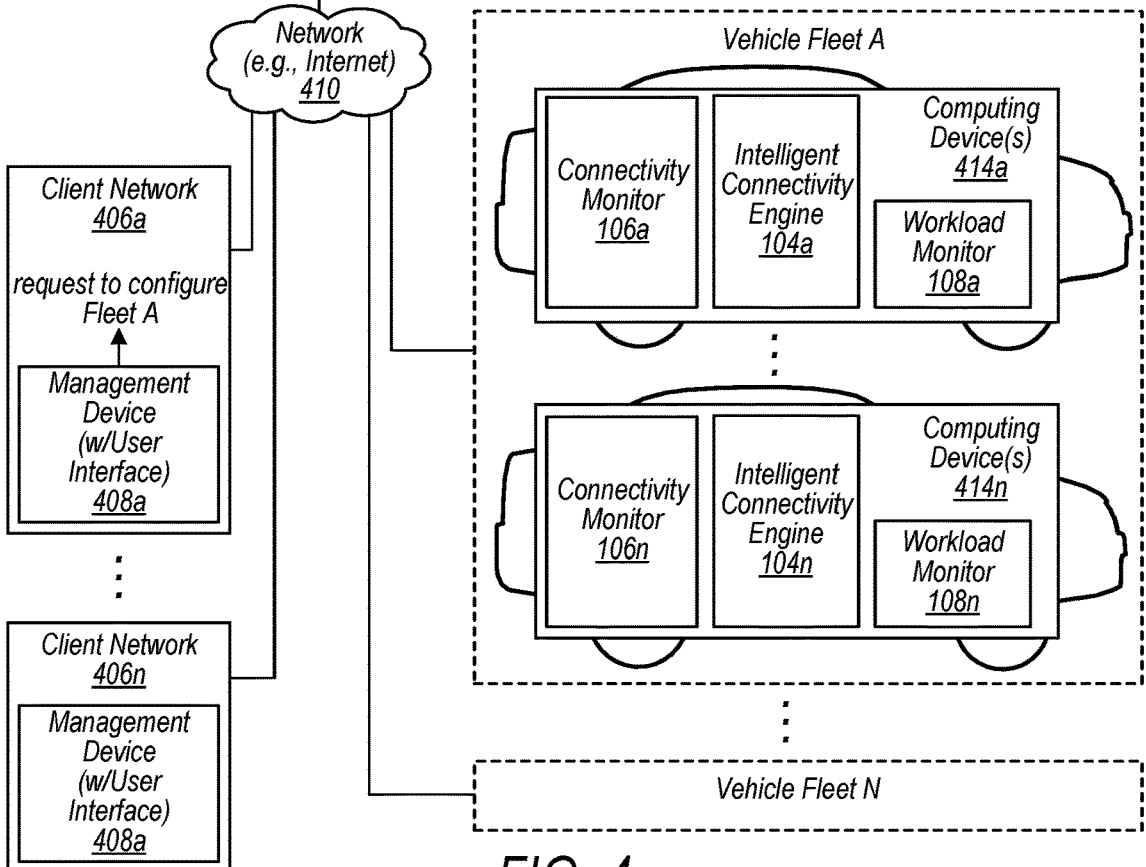 Network
(e.g., Internet)
410
Client Network
406a
request to configure
Fleet A
Management
Device
(w/User
Interface)
408a
Client Network
406n
Management
Device
(w/User
Interface)
408a
Vehicle Fleet A
Connectivity
Monitor
106a
Intelligent
Connectivity
Engine
104a
Computing
Device(s)
414a
Workload
Monitor
108a
Connectivity
Monitor
106n
Intelligent
Connectivity
Engine
104n
Computing
Device(s)
414n
Workload
Monitor
108n
Vehicle Fleet N